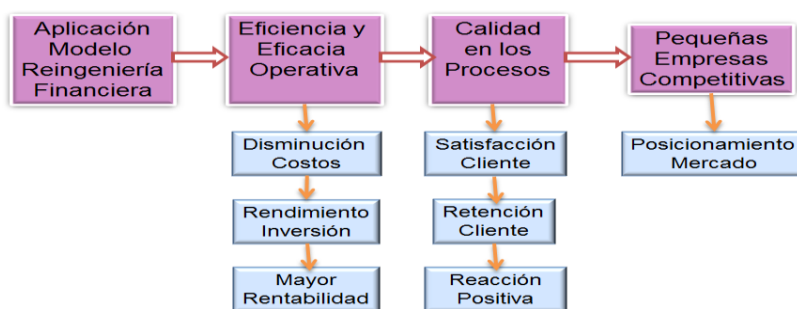 Aplicación
Modelo
Reingeniería
Financiera
Eficiencia y
Eficacia
Operativa
Calidad
en los
Procesos
Pequeñas
Empresas
Competitivas
Disminución
Costos
Rendimiento
Inversión
Mayor
Rentabilidad
Satisfacción
Cliente
Retención
Cliente
Reacción
Positiva
Posicionamiento
Mercado